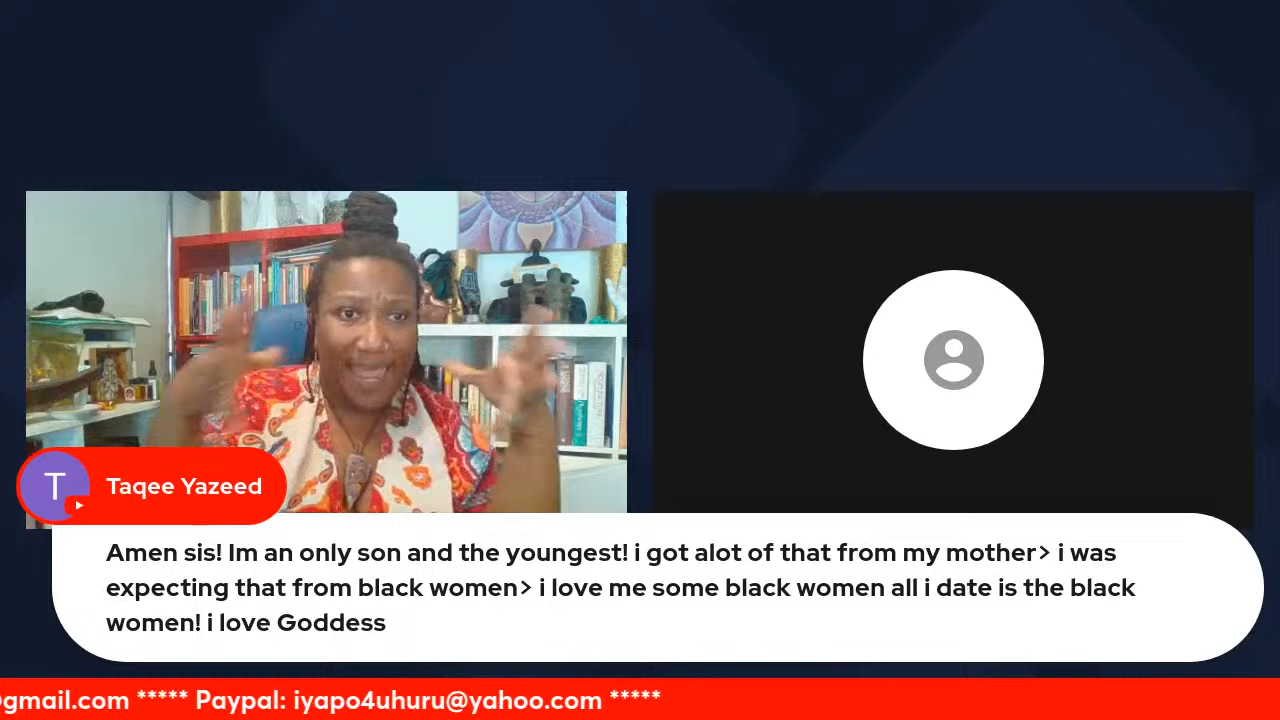 T
Taqee Yazeed
Amen sis! Im an only son and the youngest! i got alot of that from my mother> i was
expecting that from black women> i love me some black women all i date is the black
women! i love Goddess
@gmail.com ***** Paypal: iyapo4uhuru@yahoo.com *****